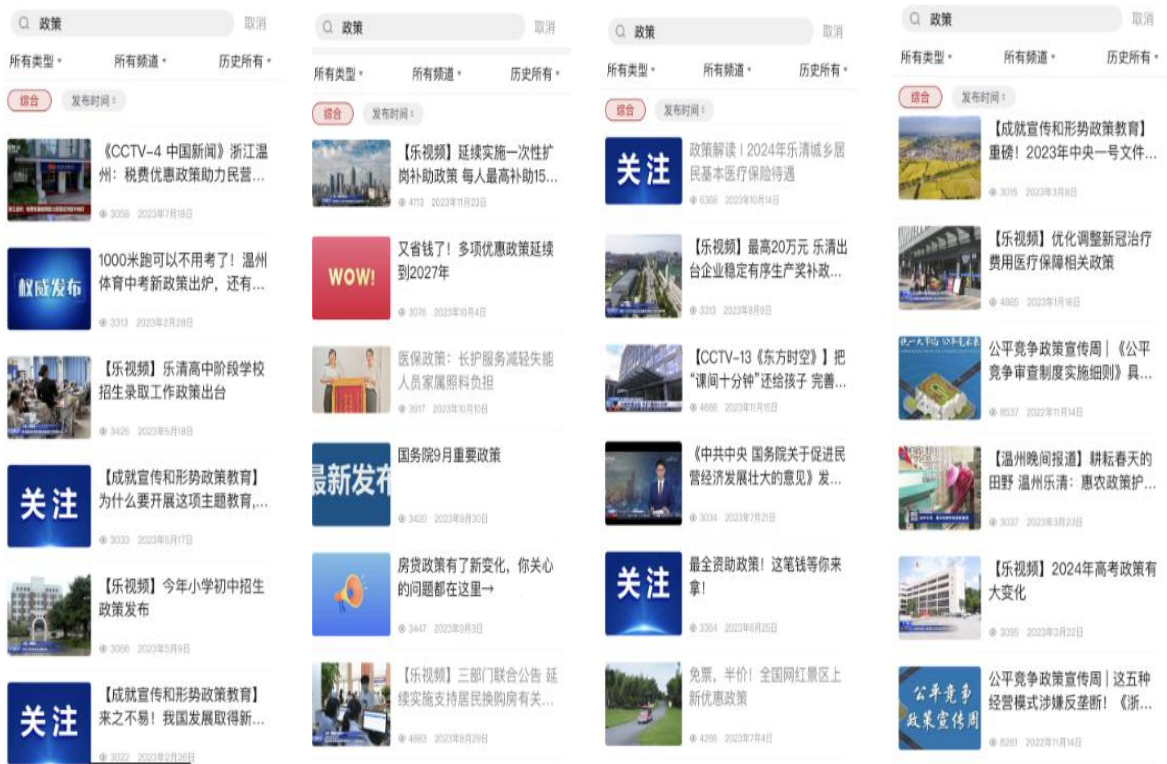 政策
取消
所有类型
所有频道
历史所有
综合
发布时间
《CCTV-4 中国新闻》浙江温
州：税费优惠政策助力民营...
3058 2023年7月18日
权威发布
1000米跑可以不用考了！温州
体育中考新政策出炉，还有...
3313 2023年2月28日
【乐视频】乐清高中阶段学校
招生录取工作政策出台
3425 2023年5月18日
关注
【成就宣传和形势政策教育】
为什么要开展这项主题教育,...
3033 2023年5月17日
【乐视频】今年小学初中招生
政策发布
3066 2023年5月9日
关注
【成就宣传和形势政策教育】
来之不易！我国发展取得新...
3022 2023年2月26日
政策
取消
所有类型
所有频道
历史所有
综合
发布时间
【乐视频】延续实施一次性扩
岗补助政策 每人最高补助15...
4113 2023年11月23日
WOW!
又省钱了！多项优惠政策延续
到2027年
3076 2023年10月4日
医保政策：长护服务减轻失能
人员家属照料负担
3917 2023年10月10日
最新发布
国务院9月重要政策
3420 2023年9月30日
房贷政策有了新变化，你关心
的问题都在这里→
3447 2023年9月3日
【乐视频】三部门联合公告 延
续实施支持居民换购房有关...
4663 2023年8月29日
政策
取消
所有类型
所有频道
历史所有
综合
发布时间
关注
政策解读丨2024年乐清城乡居
民基本医疗保险待遇
6368 2023年10月14日
【乐视频】最高20万元 乐清出
台企业稳定有序生产奖补政...
3313 2023年8月9日
【CCTV-13《东方时空》】把
“课间十分钟”还给孩子 完善...
4666 2023年11月15日
《中共中央 国务院关于促进民
营经济发展壮大的意见》发...
3034 2023年7月21日
关注
最全资助政策！这笔钱等你来
拿！
3364 2023年6月25日
免票，半价！全国网红景区上
新优惠政策
4266 2023年7月4日
政策
取消
所有类型
所有频道
历史所有
综合
发布时间
【成就宣传和形势政策教育】
重磅！2023年中央一号文件...
3015 2023年3月8日
【乐视频】优化调整新冠治疗
费用医疗保障相关政策
4865 2023年1月16日
公平竞争政策宣传周|《公平
竞争审查制度实施细则》具...
8537 2022年11月14日
【温州晚间报道】耕耘春天的
田野 温州乐清：惠农政策护...
3037 2023年3月23日
【乐视频】2024年高考政策有
大变化
3095 2023年3月22日
公平竞争
政策宣传周
公平竞争政策宣传周|这五种
经营模式涉嫌反垄断！《浙...
8261 2022年11月14日